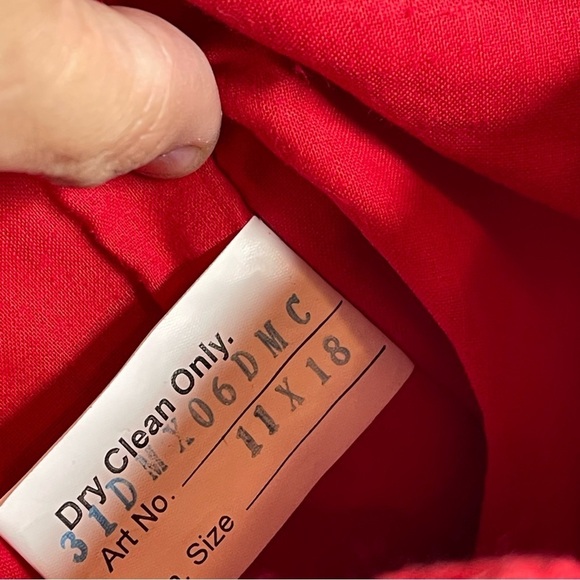 Dry Clean Only.
31DMX06DMC
Art No.
11X18
Size